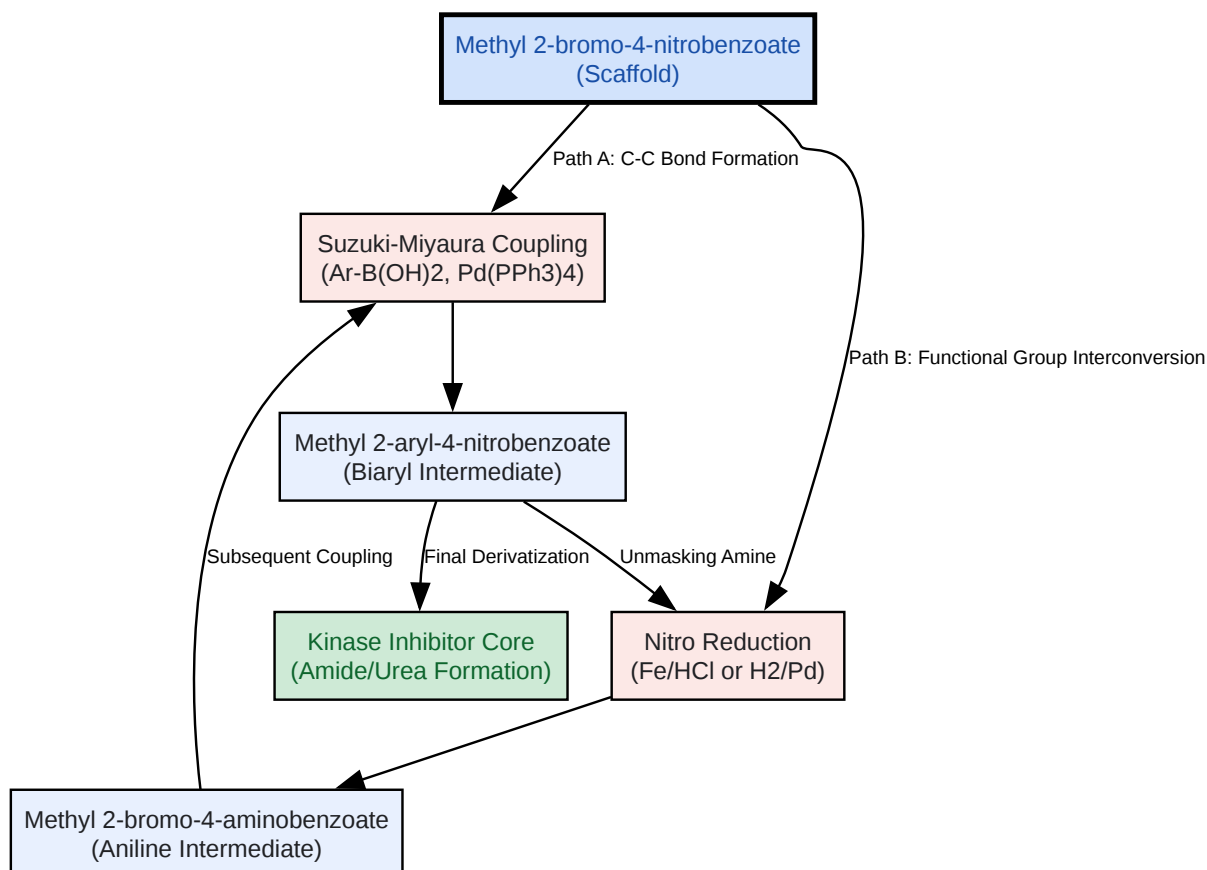 Methyl 2-bromo-4-nitrobenzoate
(Scaffold)
Path A: C-C Bond Formation
Suzuki-Miyaura Coupling
(Ar-B(OH)2, Pd(PPh3)4)
Path B: Functional Group Interconversion
Methyl 2-aryl-4-nitrobenzoate
(Biaryl Intermediate)
Subsequent Coupling
Final Derivatization
Unmasking Amine
Kinase Inhibitor Core
(Amide/Urea Formation)
Nitro Reduction
(Fe/HCl or H2/Pd)
Methyl 2-bromo-4-aminobenzoate
(Aniline Intermediate)